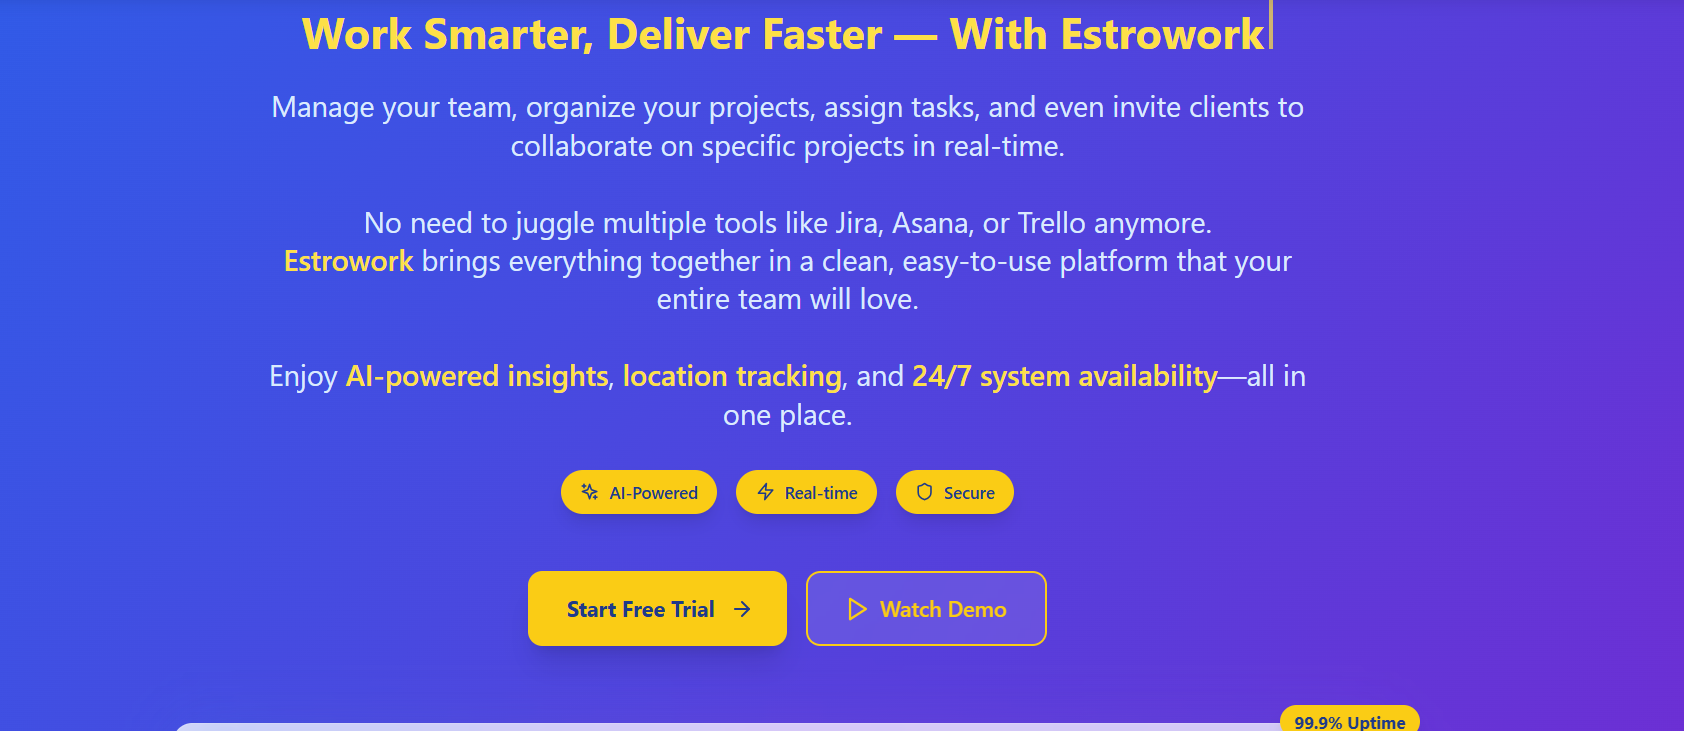 Work Smarter, Deliver Faster — With Estrowork
Manage your team, organize your projects, assign tasks, and even invite clients to
collaborate on specific projects in real-time.
No need to juggle multiple tools like Jira, Asana, or Trello anymore.
Estrowork brings everything together in a clean, easy-to-use platform that your
entire team will love.
Enjoy AI-powered insights, location tracking, and 24/7 system availability—all in
one place.
AI-Powered
Real-time
Secure
Start Free Trial
Watch Demo
99.9% Uptime